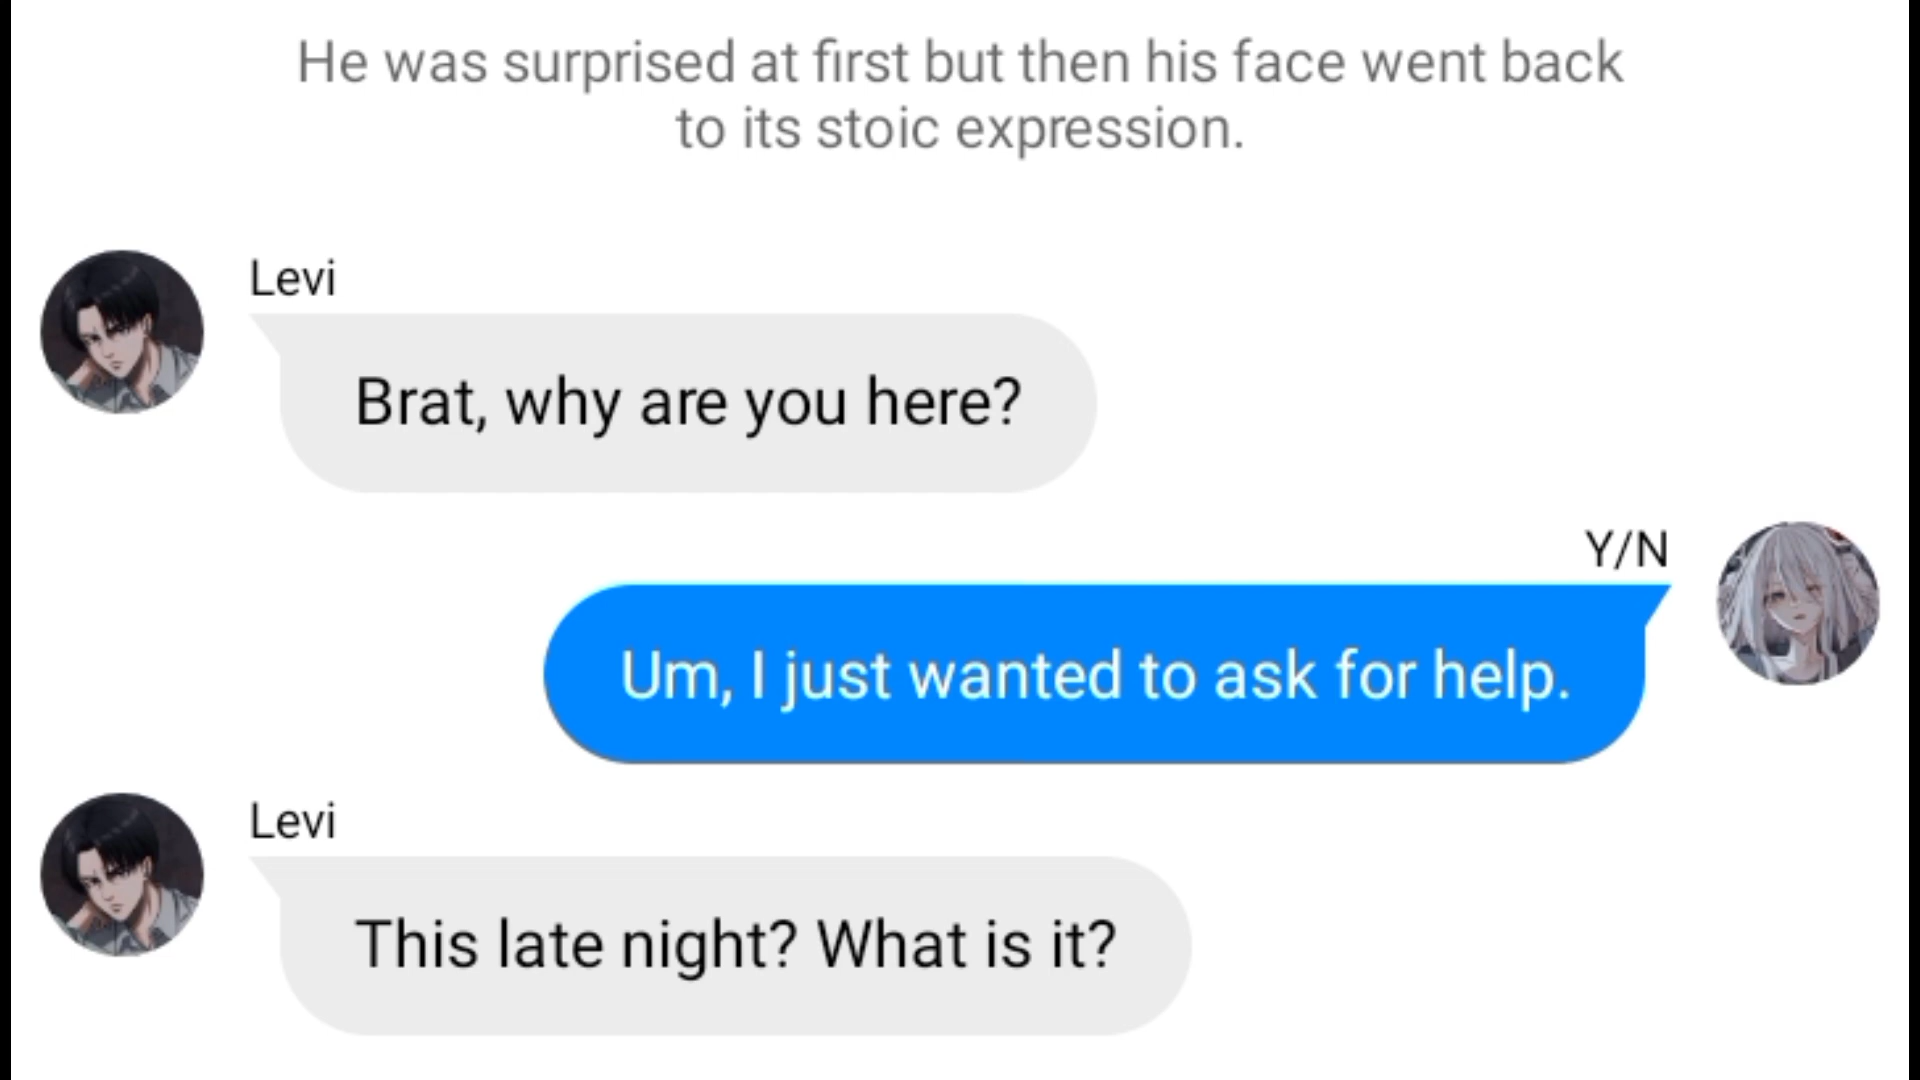 He was surprised at first but then his face went back
to its stoic expression.
Levi
Brat, why are you here?
Y/N
Um, I just wanted to ask for help.
Levi
This late night? What is it?